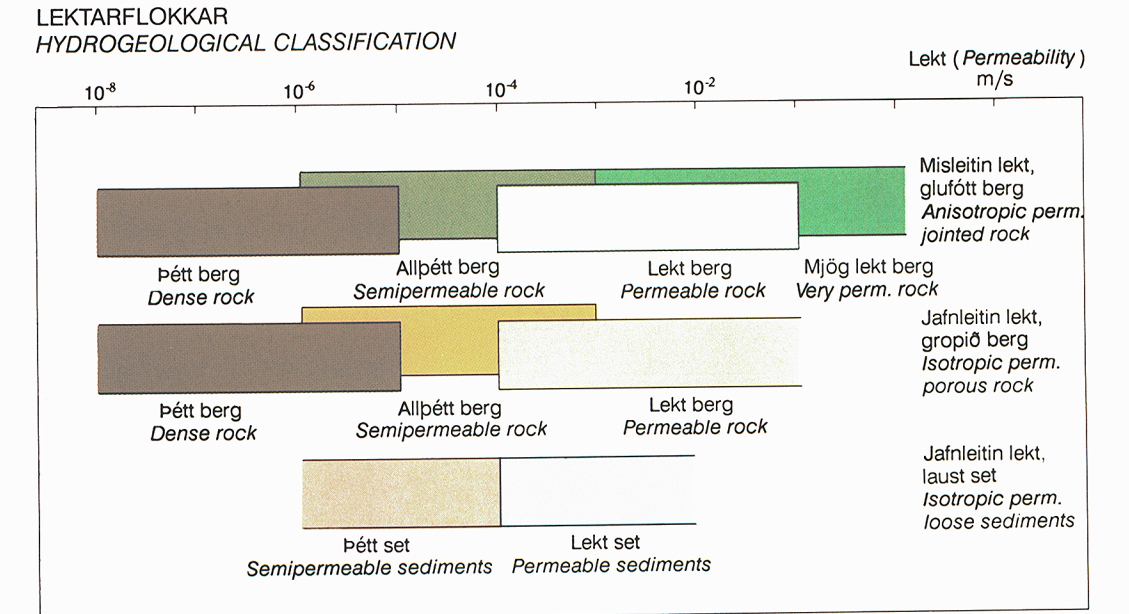 LEKTARFLOKKAR
HYDROGEOLOGICAL CLASSIFICATION
Lekt (Permeability)
m/s
10⁻⁸ 10⁻⁶ 10⁻⁴ 10⁻²
Misleitin lekt,
glufótt berg
Anisotropic perm.
jointed rock
Þétt berg
Dense rock
Allþétt berg
Semipermeable rock
Lekt berg
Permeable rock
Mjög lekt berg
Very perm. rock
Jafnleitin lekt,
gropið berg
Isotropic perm.
porous rock
Þétt berg
Dense rock
Allþétt berg
Semipermeable rock
Lekt berg
Permeable rock
Jafnleitin lekt,
laust set
Isotropic perm.
loose sediments
Þétt set
Semipermeable sediments
Lekt set
Permeable sediments